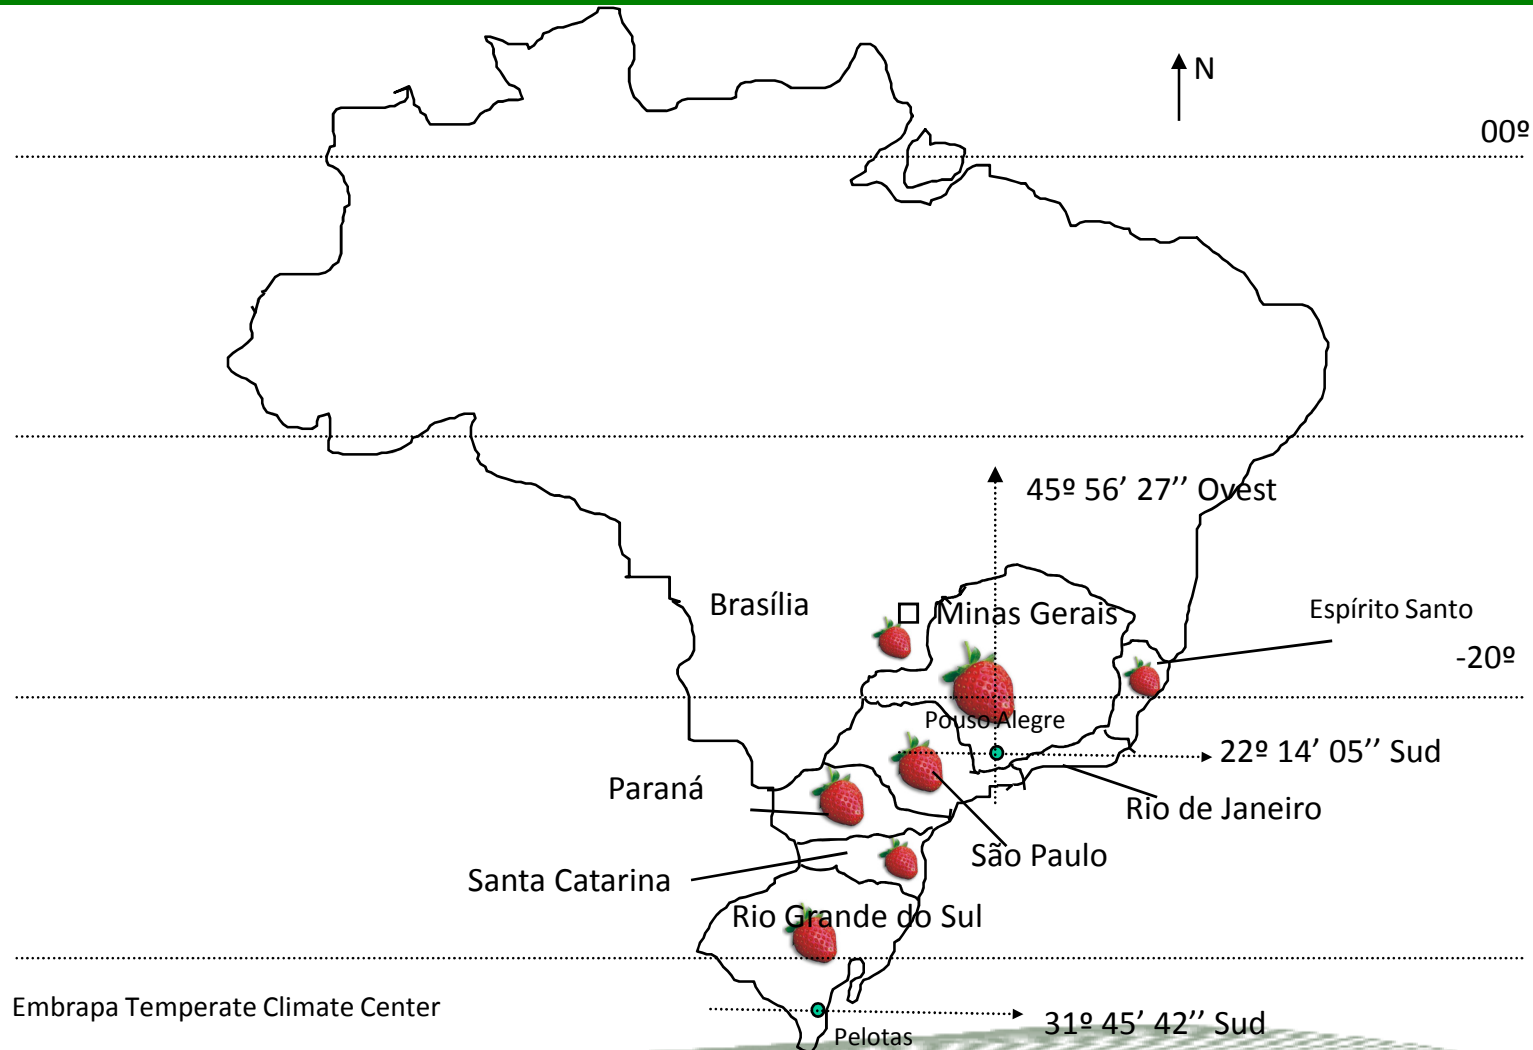 N
00º
45º 56’ 27’’ Ovest
Brasília
Minas Gerais
Espírito Santo
-20º
Pouso Alegre
22º 14’ 05’’ Sud
Paraná
Rio de Janeiro
São Paulo
Santa Catarina
Rio Grande do Sul
Embrapa Temperate Climate Center
31º 45’ 42’’ Sud
Pelotas